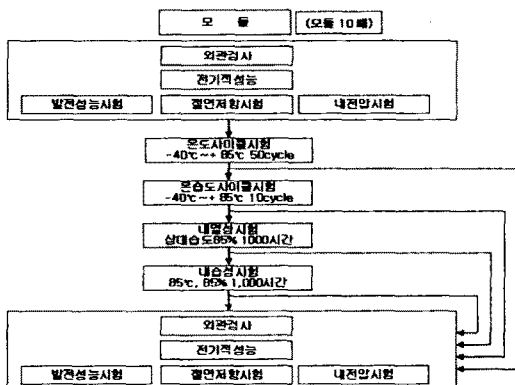 모 듈 (모듈 10매)
외관검사
전기적성능
발전성능시험 절연저항시험 내전압시험
온도사이클시험
-40℃~+ 85℃ 50cycle
온습도사이클시험
-40℃~+ 85℃ 10cycle
내열성시험
상대습도85% 1000시간
내습성시험
85℃, 85% 1,000시간
외관검사
전기적성능
발전성능시험 절연저항시험 내전압시험